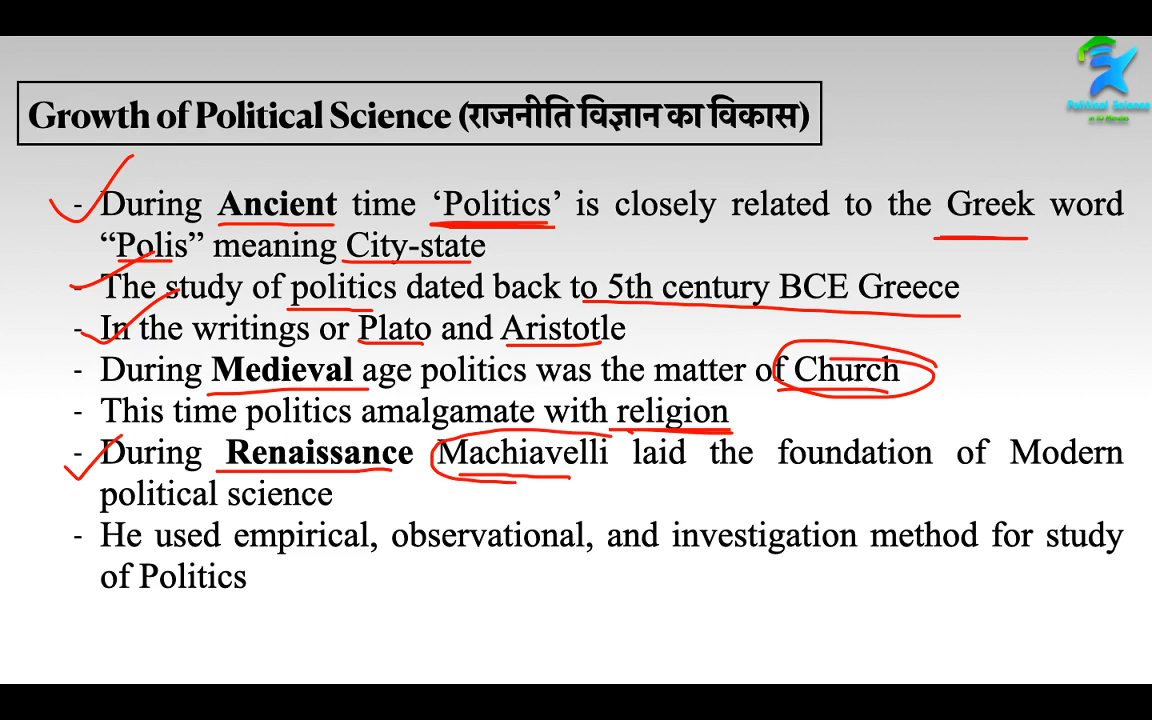 Growth of Political Science (राजनीति विज्ञान का विकास)
Political Science
in 10 Minutes
- During Ancient time ‘Politics’ is closely related to the Greek word
“Polis” meaning City-state
- The study of politics dated back to 5th century BCE Greece
- In the writings or Plato and Aristotle
- During Medieval age politics was the matter of Church
- This time politics amalgamate with religion
- During Renaissance Machiavelli laid the foundation of Modern
political science
- He used empirical, observational, and investigation method for study
of Politics